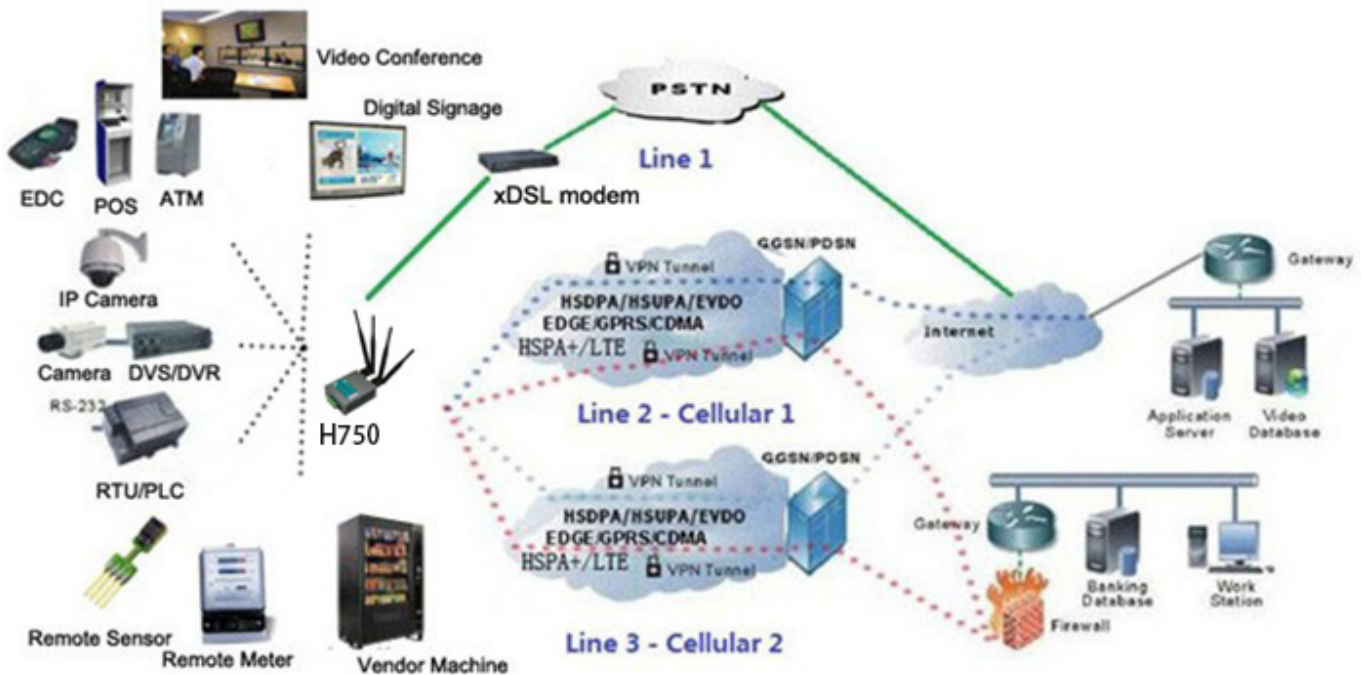 Video Conference
Digital Signage
PSTN
Line 1
xDSL modem
EDC
POS
ATM
IP Camera
Camera
DVS/DVR
RS-232
RTU/PLC
H750
Remote Sensor
Remote Meter
Vendor Machine
GGSN/PDSN
VPN Tunnel
HSDPA/HSUPA/EVDO
EDGE/GPRS/CDMA
HSPA+/LTE
VPN Tunnel
Line 2 - Cellular 1
GGSN/PDSN
VPN Tunnel
HSDPA/HSUPA/EVDO
EDGE/GPRS/CDMA
HSPA+/LTE
VPN Tunnel
Line 3 - Cellular 2
Internet
Gateway
Application
Server
Video
Database
Gateway
Banking
Database
Work
Station
Firewall